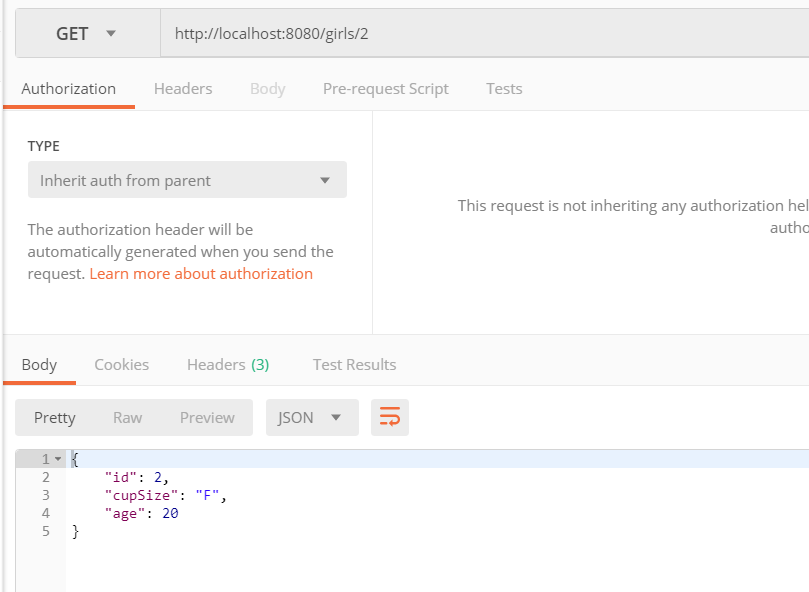 GET http://localhost:8080/girls/2
Authorization Headers Body Pre-request Script Tests
TYPE
Inherit auth from parent
This request is not inheriting any authorization hel
autho
The authorization header will be
automatically generated when you send the
request. Learn more about authorization
Body Cookies Headers (3) Test Results
Pretty Raw Preview JSON
1 {
2 "id": 2,
3 "cupSize": "F",
4 "age": 20
5 }